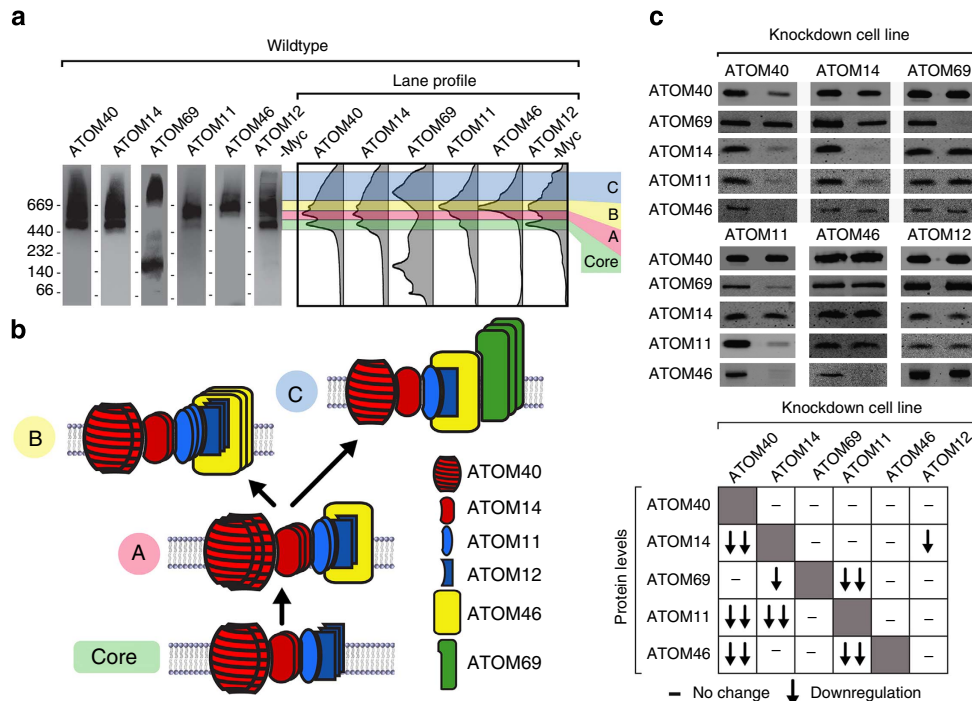 a
Wildtype
Lane profile
ATOM40 ATOM14 ATOM69 ATOM11 ATOM46 ATOM12 -Myc ATOM40 ATOM14 ATOM69 ATOM11 ATOM46 ATOM12 -Myc
669
440
232
140
66
C
B
A
Core
b
B
C
A
Core
ATOM40
ATOM14
ATOM11
ATOM12
ATOM46
ATOM69
c
Knockdown cell line
ATOM40 ATOM14 ATOM69
ATOM40
ATOM69
ATOM14
ATOM11
ATOM46
ATOM11 ATOM46 ATOM12
ATOM40
ATOM69
ATOM14
ATOM11
ATOM46
Knockdown cell line
ATOM40 ATOM14 ATOM69 ATOM11 ATOM46 ATOM12
Protein levels
ATOM40 – – – – –
ATOM14 ↓↓ – – – ↓
ATOM69 – ↓ ↓↓ – –
ATOM11 ↓↓ ↓↓ – – –
ATOM46 ↓↓ – – ↓↓ –
– No change ↓ Downregulation